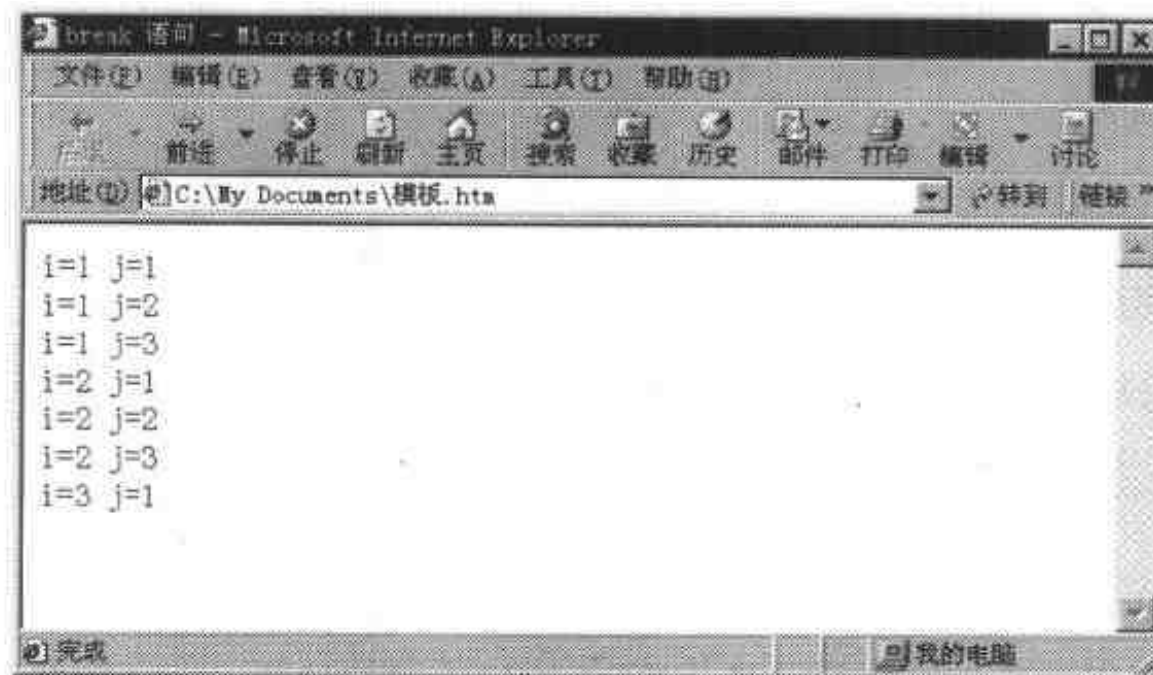 break 语句 - Microsoft Internet Explorer
文件(F) 编辑(E) 查看(V) 收藏(A) 工具(T) 帮助(H)
后退 前进 停止 刷新 主页 搜索 收藏 历史 邮件 打印 编辑 讨论
地址(D) C:\My Documents\模板.htm 转到 链接 »
i=1 j=1
i=1 j=2
i=1 j=3
i=2 j=1
i=2 j=2
i=2 j=3
i=3 j=1
完成 我的电脑